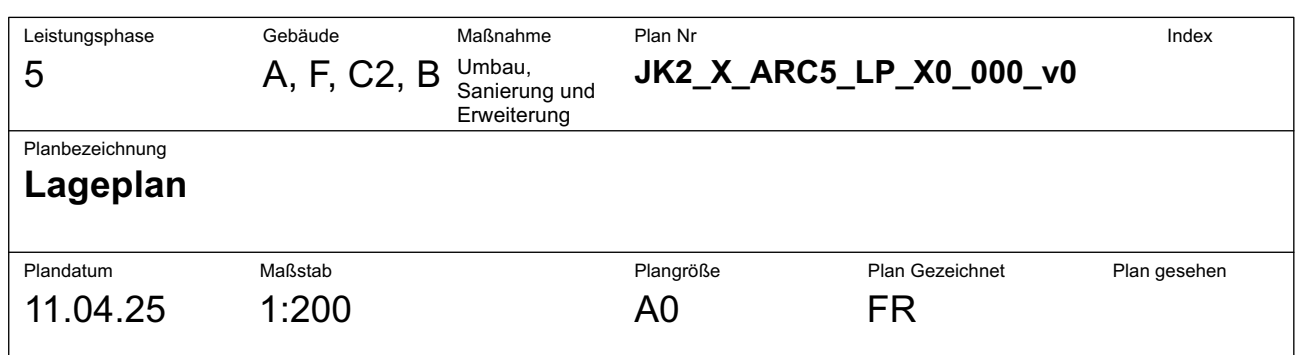 Leistungsphase Gebäude Maßnahme Plan Nr Index
5 A, F, C2, B Umbau, JK2_X_ARC5_LP_X0_000_v0
Sanierung und
Erweiterung
Planbezeichnung
Lageplan
Plandatum Maßstab Plangröße Plan Gezeichnet Plan gesehen
11.04.25 1:200 A0 FR